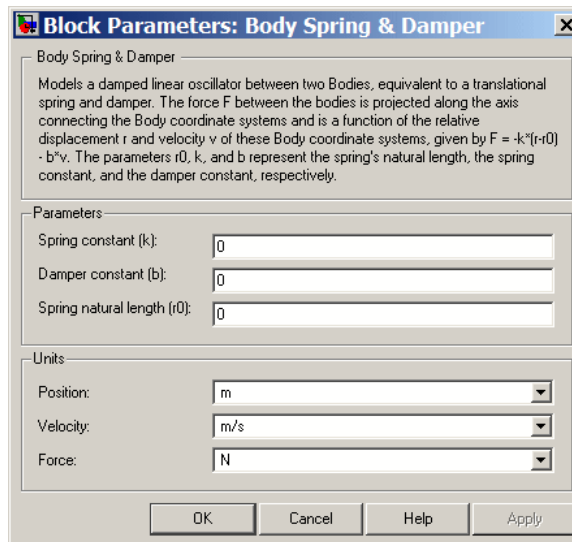 Block Parameters: Body Spring & Damper
Body Spring & Damper
Models a damped linear oscillator between two Bodies, equivalent to a translational
spring and damper. The force F between the bodies is projected along the axis
connecting the Body coordinate systems and is a function of the relative
displacement r and velocity v of these Body coordinate systems, given by F = -k*(r-r0)
- b*v. The parameters r0, k, and b represent the spring's natural length, the spring
constant, and the damper constant, respectively.
Parameters
Spring constant (k): 0
Damper constant (b): 0
Spring natural length (r0): 0
Units
Position: m
Velocity: m/s
Force: N
OK Cancel Help Apply